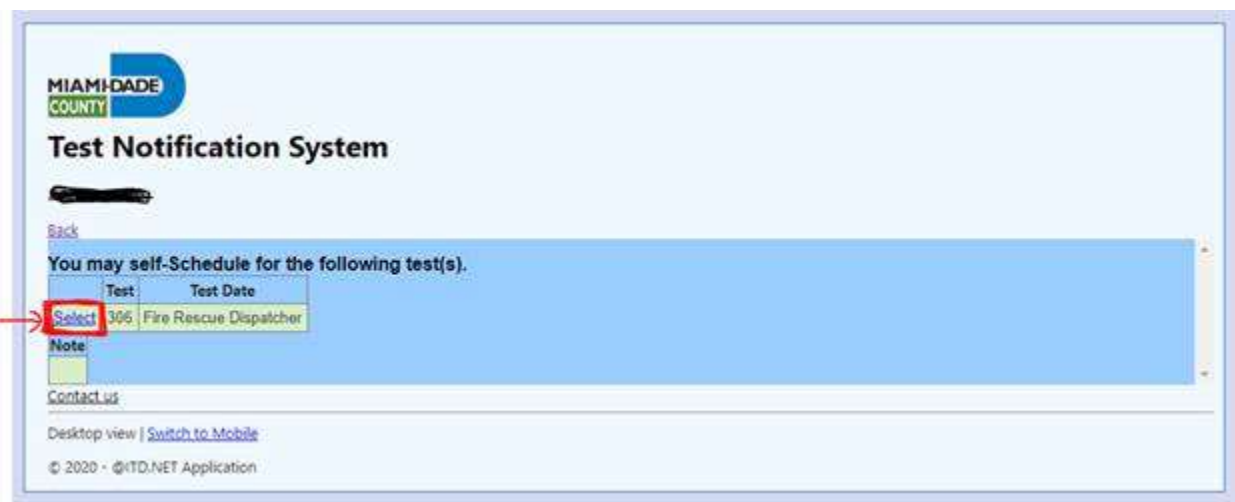 MIAMI-DADE
COUNTY
Test Notification System
Back
You may self-Schedule for the following test(s).
Test Test Date
Select 306 Fire Rescue Dispatcher
Note
Contact us
Desktop view | Switch to Mobile
© 2020 - @ITD.NET Application